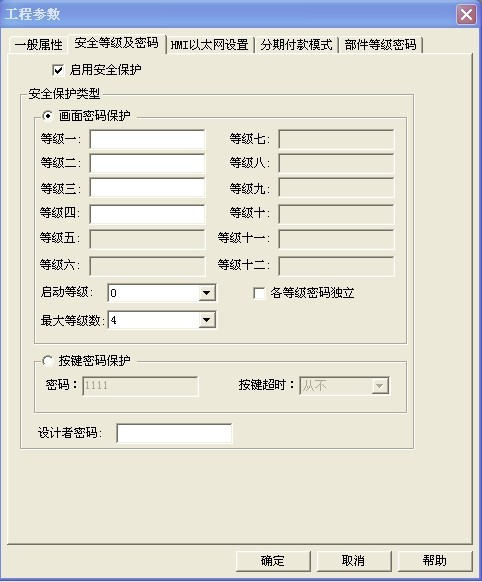 工程参数
一般属性 安全等级及密码 HMI以太网设置 分期付款模式 部件等级密码
启用安全保护
安全保护类型
画面密码保护
等级一: 等级七:
等级二: 等级八:
等级三: 等级九:
等级四: 等级十:
等级五: 等级十一:
等级六: 等级十二:
启动等级: 0 各等级密码独立
最大等级数: 4
按键密码保护
密码： 1111 按键超时： 从不
设计者密码:
确定 取消 帮助